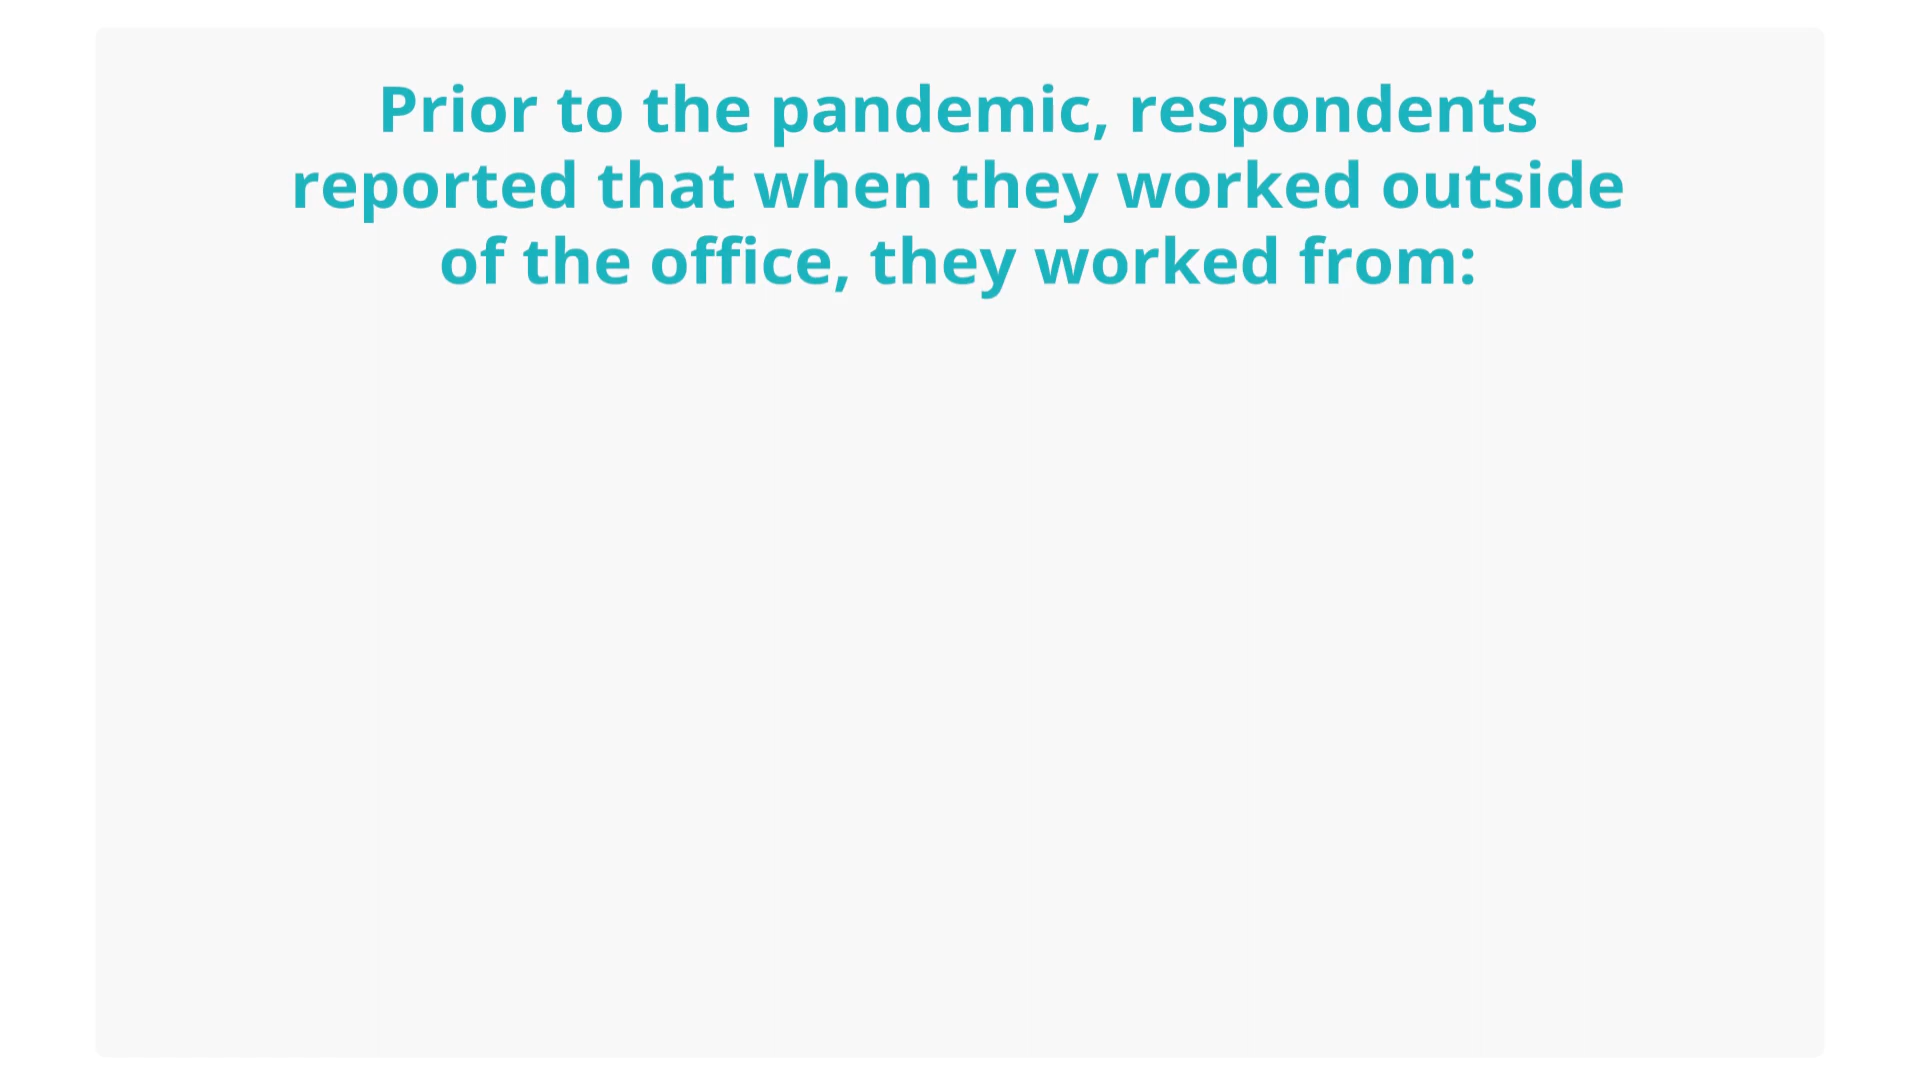 Prior to the pandemic, respondents
reported that when they worked outside
of the office, they worked from: